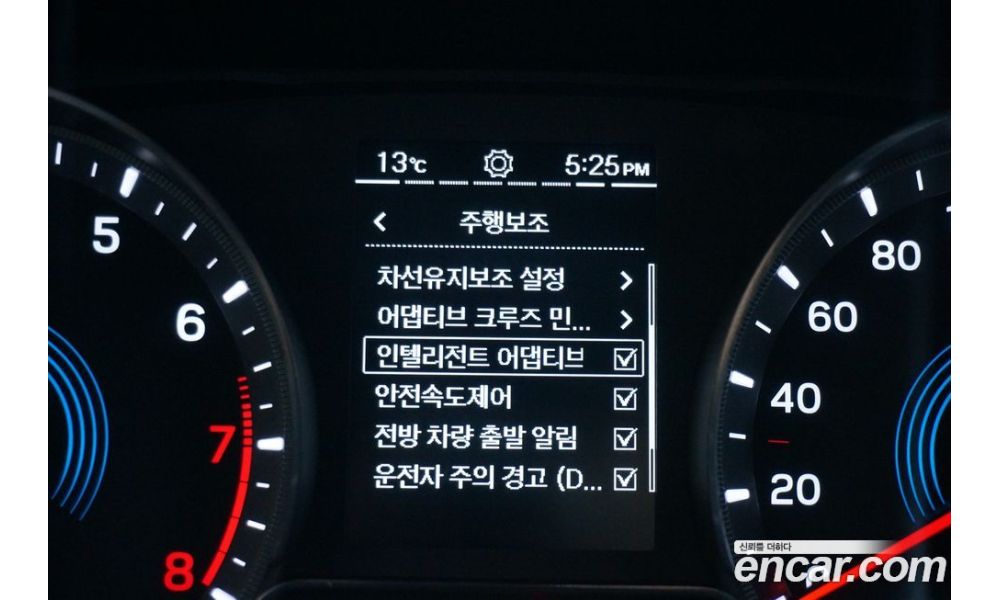 13℃ 5:25PM
주행보조
차선유지보조 설정
어댑티브 크루즈 민...
인텔리전트 어댑티브
안전속도제어
전방 차량 출발 알림
운전자 주의 경고 (D...
5
6
7
8
80
60
40
20
신뢰를 더하다
encar.com